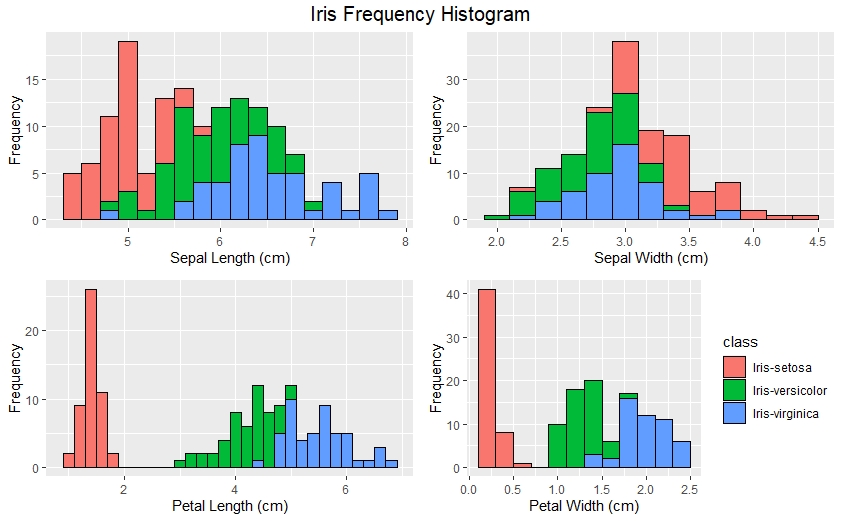 Iris Frequency Histogram
Frequency
15
10
5
0
5
6
7
8
Sepal Length (cm)
Frequency
30
20
10
0
2.0
2.5
3.0
3.5
4.0
4.5
Sepal Width (cm)
Frequency
20
10
0
2
4
6
Petal Length (cm)
Frequency
40
30
20
10
0
0.0
0.5
1.0
1.5
2.0
2.5
Petal Width (cm)
class
Iris-setosa
Iris-versicolor
Iris-virginica